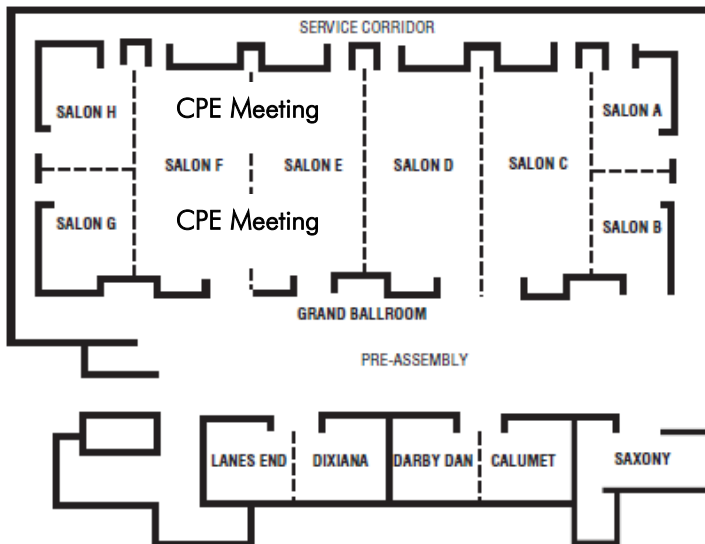 SERVICE CORRIDOR
SALON H
CPE Meeting
SALON A
SALON F
SALON E
SALON D
SALON C
SALON G
CPE Meeting
SALON B
GRAND BALLROOM
PRE-ASSEMBLY
LANES END
DIXIANA
DARBY DAN
CALUMET
SAXONY